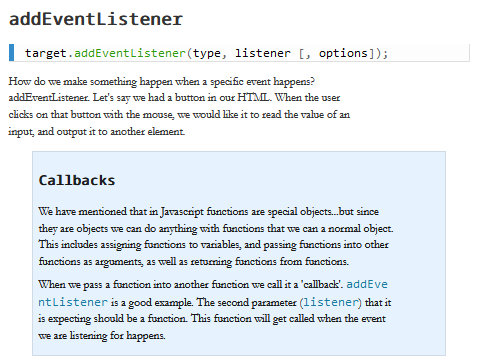 addEventListener
target.addEventListener(type, listener [, options]);
How do we make something happen when a specific event happens?
addEventListener. Let's say we had a button in our HTML. When the user
clicks on that button with the mouse, we would like it to read the value of an
input, and output it to another element.
Callbacks
We have mentioned that in Javascript functions are special objects...but since
they are objects we can do anything with functions that we can a normal object.
This includes assigning functions to variables, and passing functions into other
functions as arguments, as well as returning functions from functions.
When we pass a function into another function we call it a 'callback'. addEve
ntListener is a good example. The second parameter (listener) that it
is expecting should be a function. This function will get called when the event
we are listening for happens.